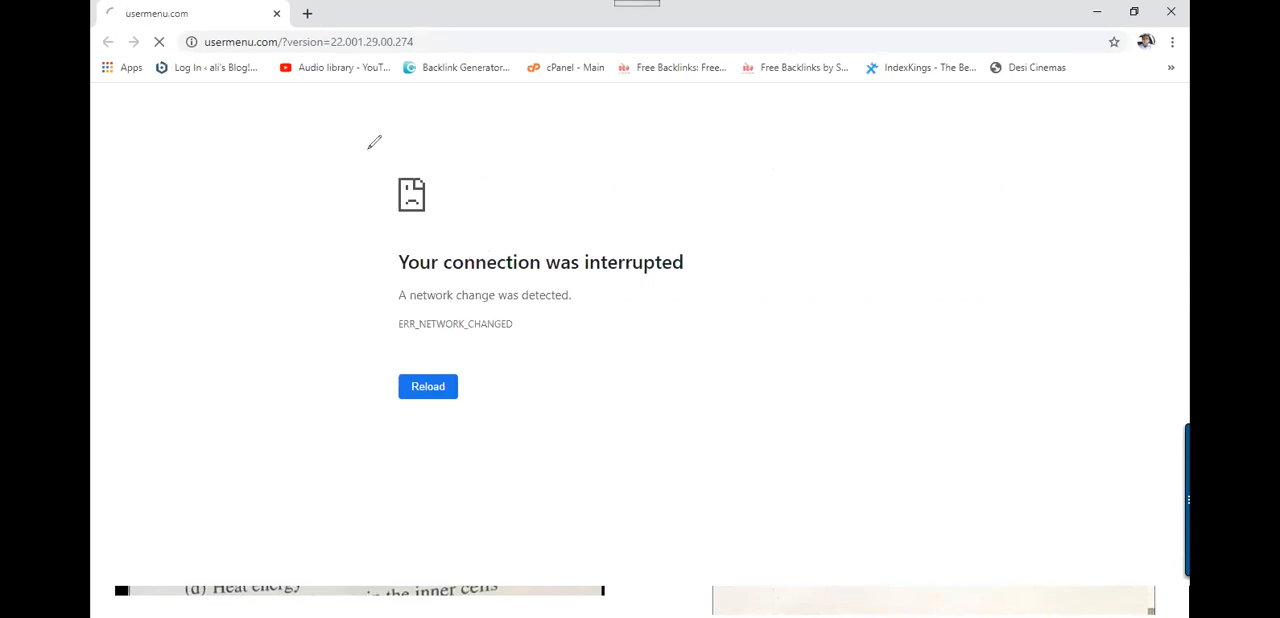 usermenu.com
usermenu.com/?version=22.001.29.00.274
Apps
Log In ‹ ali's Blog!...
Audio library - YouT...
Backlink Generator...
cPanel - Main
Free Backlinks: Free...
Free Backlinks by S...
IndexKings - The Be...
Desi Cinemas
»
Your connection was interrupted
A network change was detected.
ERR_NETWORK_CHANGED
Reload
(d) Heat energy
in the inner cells